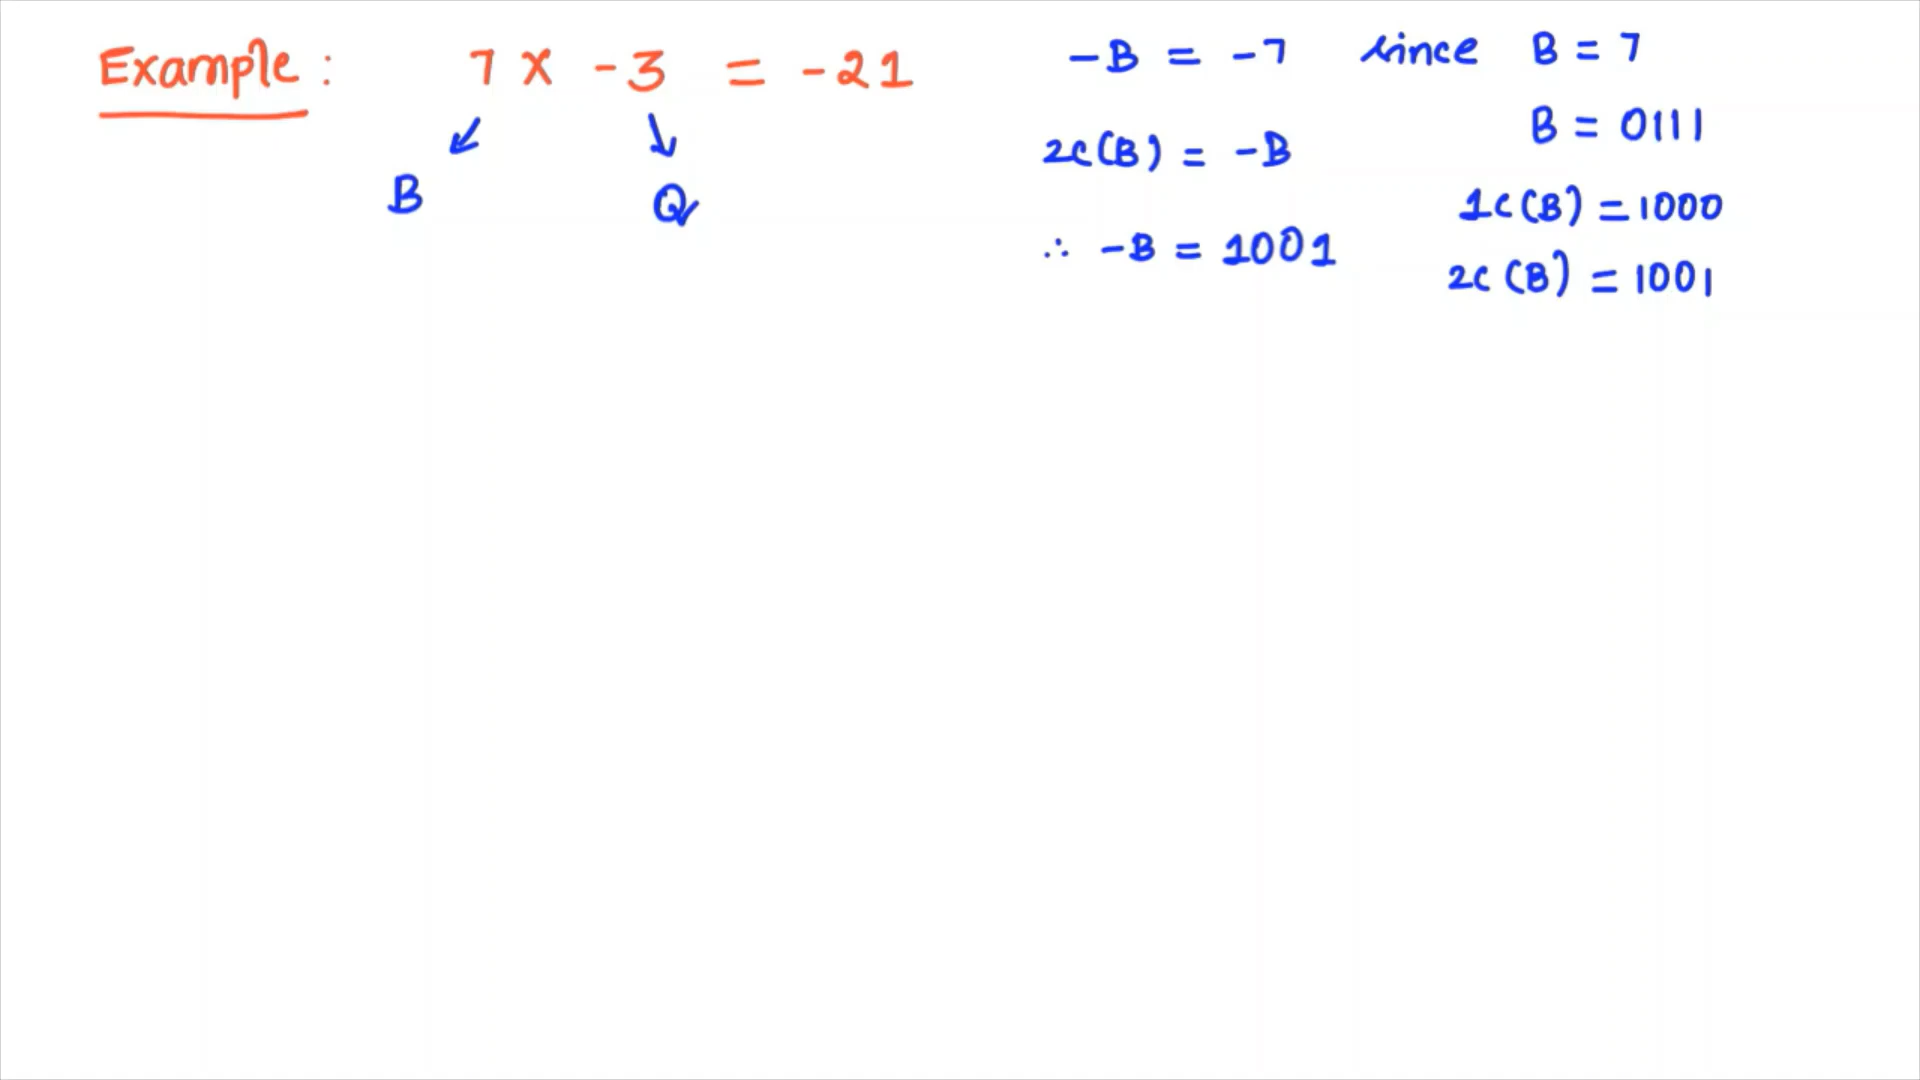 Example : 7 x -3 = -21
B Q
-B = -7 since B = 7
B = 0111
2C(B) = -B
1C(B) = 1000
∴ -B = 1001
2C (B) = 1001